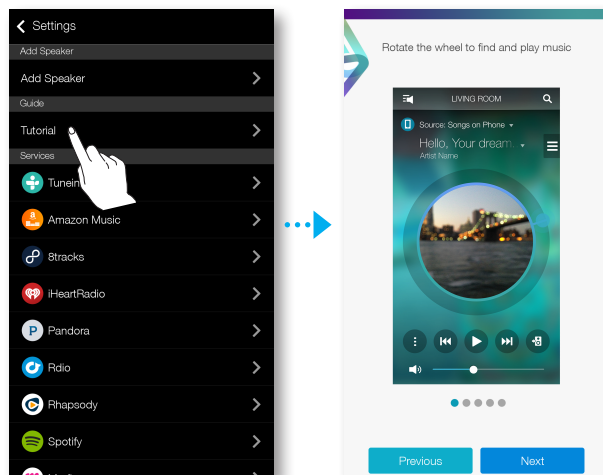 Settings
Add Speaker
Add Speaker
Guide
Tutorial
Services
Tunein
Amazon Music
8tracks
iHeartRadio
P Pandora
Rdio
Rhapsody
Spotify
Rotate the wheel to find and play music
LIVING ROOM
Source: Songs on Phone
Hello, Your dream.
Artist Name
Previous
Next